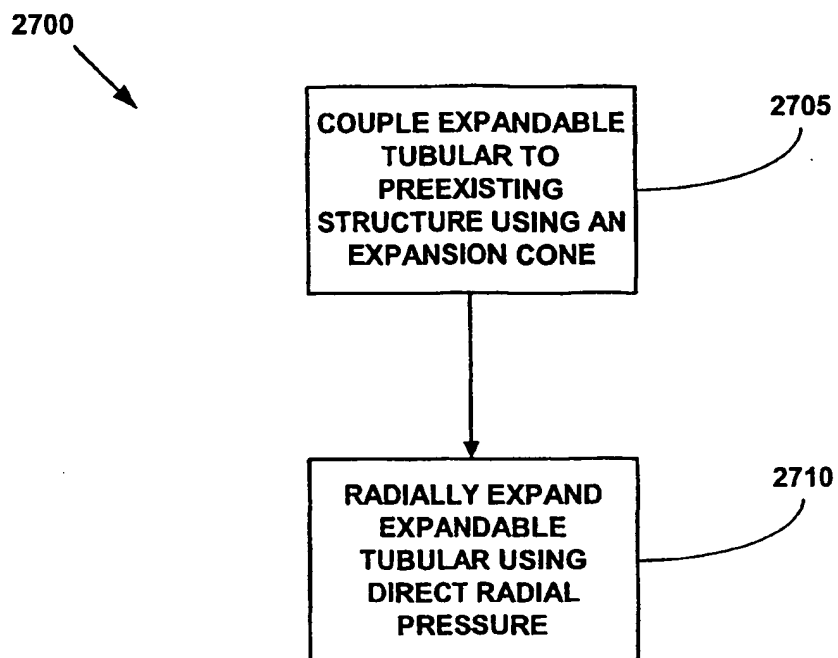 2700
COUPLE EXPANDABLE
TUBULAR TO
PREEXISTING
STRUCTURE USING AN
EXPANSION CONE
2705
RADIALLY EXPAND
EXPANDABLE
TUBULAR USING
DIRECT RADIAL
PRESSURE
2710